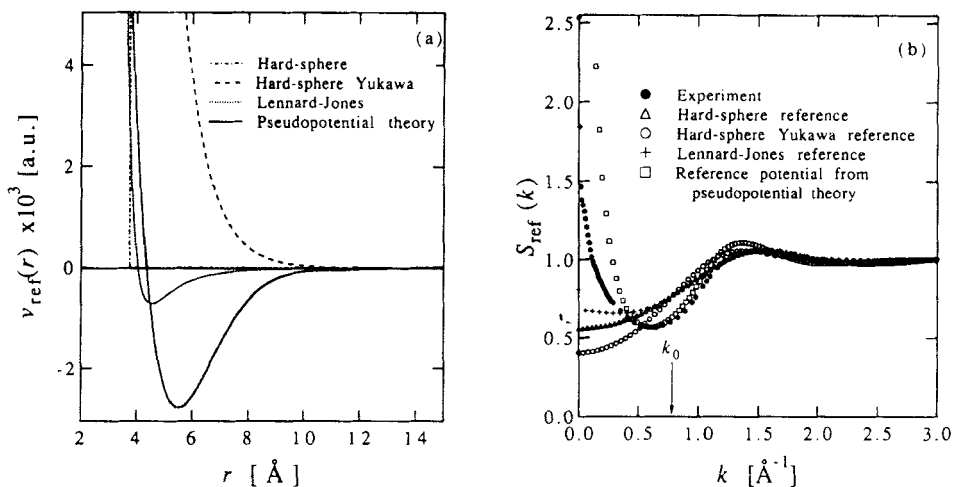 (a)
Hard-sphere
Hard-sphere Yukawa
Lennard-Jones
Pseudopotential theory
v_ref(r) x10^3 [a.u.]
4
2
0
-2
2 4 6 8 10 12 14
r [Å]
(b)
Experiment
Hard-sphere reference
Hard-sphere Yukawa reference
Lennard-Jones reference
Reference potential from
pseudopotential theory
S_ref(k)
2.5
2.0
1.5
1.0
0.5
0.0
k_0
0.0 0.5 1.0 1.5 2.0 2.5 3.0
k [Å^-1]